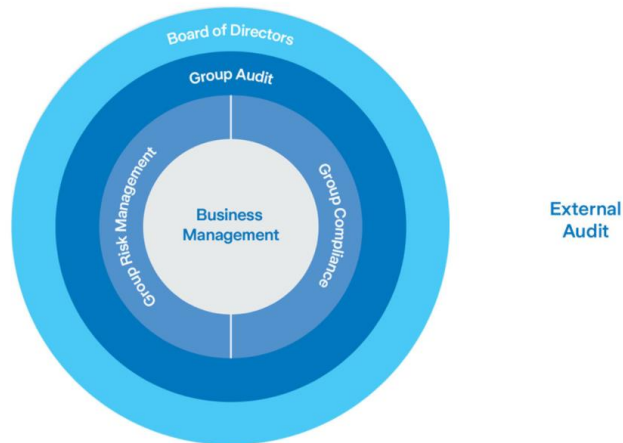 Board of Directors
Group Audit
Group Risk Management
Group Compliance
Business
Management
External
Audit